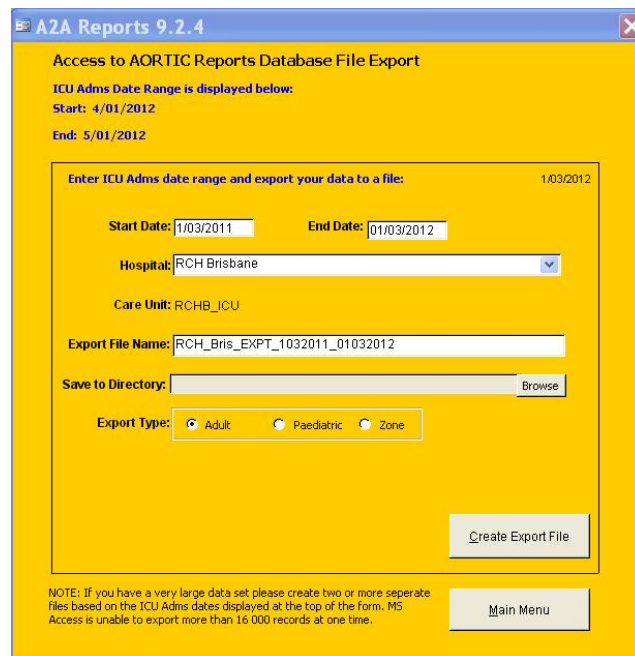 A2A Reports 9.2.4
Access to AORTIC Reports Database File Export
ICU Adms Date Range is displayed below:
Start: 4/01/2012
End: 5/01/2012
Enter ICU Adms date range and export your data to a file: 1/03/2012
Start Date: 1/03/2011 End Date: 01/03/2012
Hospital: RCH Brisbane
Care Unit: RCHB_ICU
Export File Name: RCH_Bris_EXPT_1032011_01032012
Save to Directory: Browse
Export Type: Adult Paediatric Zone
Create Export File
NOTE: If you have a very large data set please create two or more seperate
files based on the ICU Adms dates displayed at the top of the form. MS
Access is unable to export more than 16 000 records at one time.
Main Menu